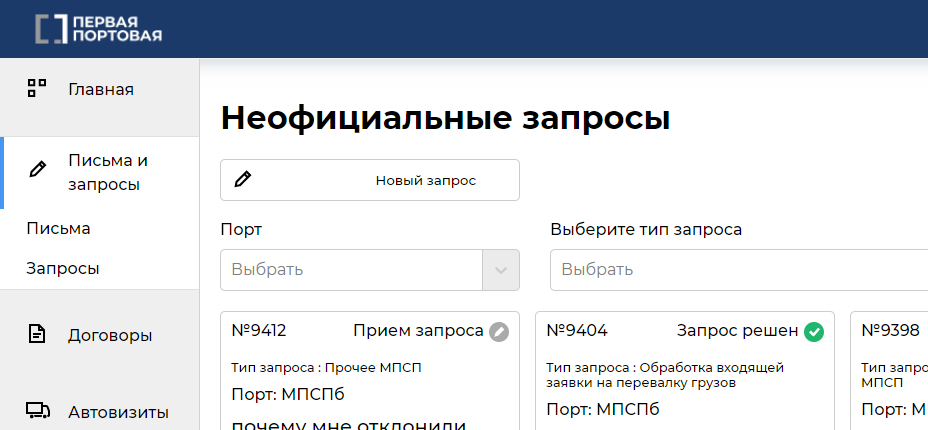 ПЕРВАЯ
ПОРТОВАЯ
Главная
Письма и
запросы
Письма
Запросы
Договоры
Автовизиты
Неофициальные запросы
Новый запрос
Порт
Выберите тип запроса
Выбрать
Выбрать
№9412 Прием запроса
Тип запроса : Прочее МПСП
Порт: МПСПб
почему мне отклонили
№9404 Запрос решен
Тип запроса : Обработка входящей
заявки на перевалку грузов
Порт: МПСПб
№9398
Тип запро
МПСП
Порт: М